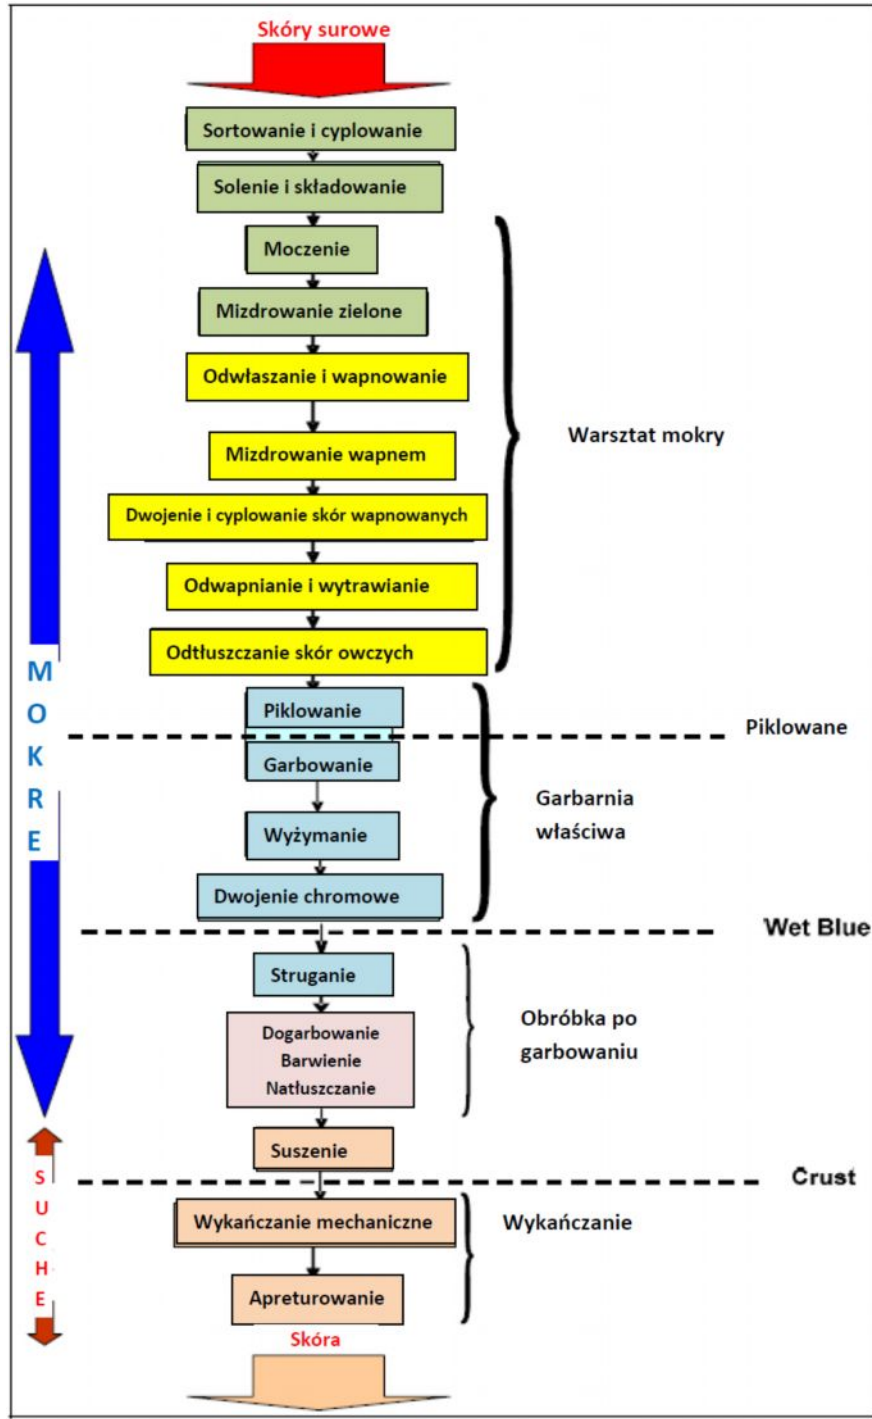 Skóry surowe
Sortowanie i cyplowanie
Solenie i składowanie
Moczenie
Mizdrowanie zielone
Odwłaszanie i wapnowanie
Warsztat mokry
Mizdrowanie wapnem
Dwojenie i cyplowanie skór wapnowanych
Odwapnianie i wytrawianie
Odtłuszczanie skór owczych
MOKRE
Piklowanie
Piklowane
Garbowanie
Garbarnia
właściwa
Wyżymanie
Dwojenie chromowe
Wet Blue
Struganie
Obróbka po
garbowaniu
Dogarbowanie
Barwienie
Natłuszczanie
Suszenie
Crust
SUCHE
Wykańczanie mechaniczne
Wykańczanie
Apreturowanie
Skóra